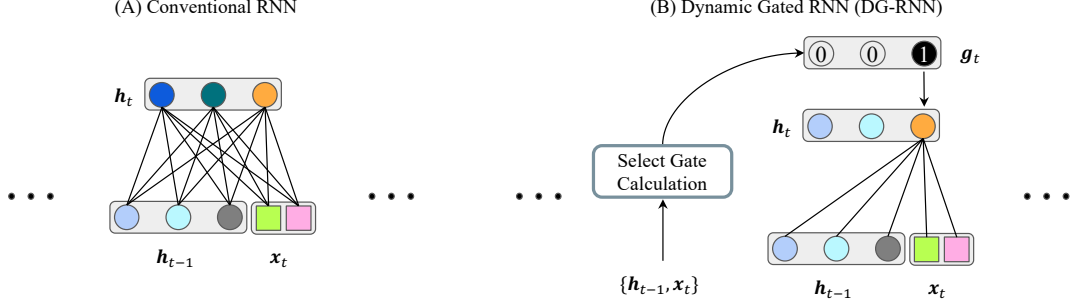 (A) Conventional RNN
h_t
h_{t−1}
x_t
(B) Dynamic Gated RNN (DG-RNN)
0 0 1
g_t
h_t
Select Gate
Calculation
{h_{t−1}, x_t}
h_{t−1}
x_t